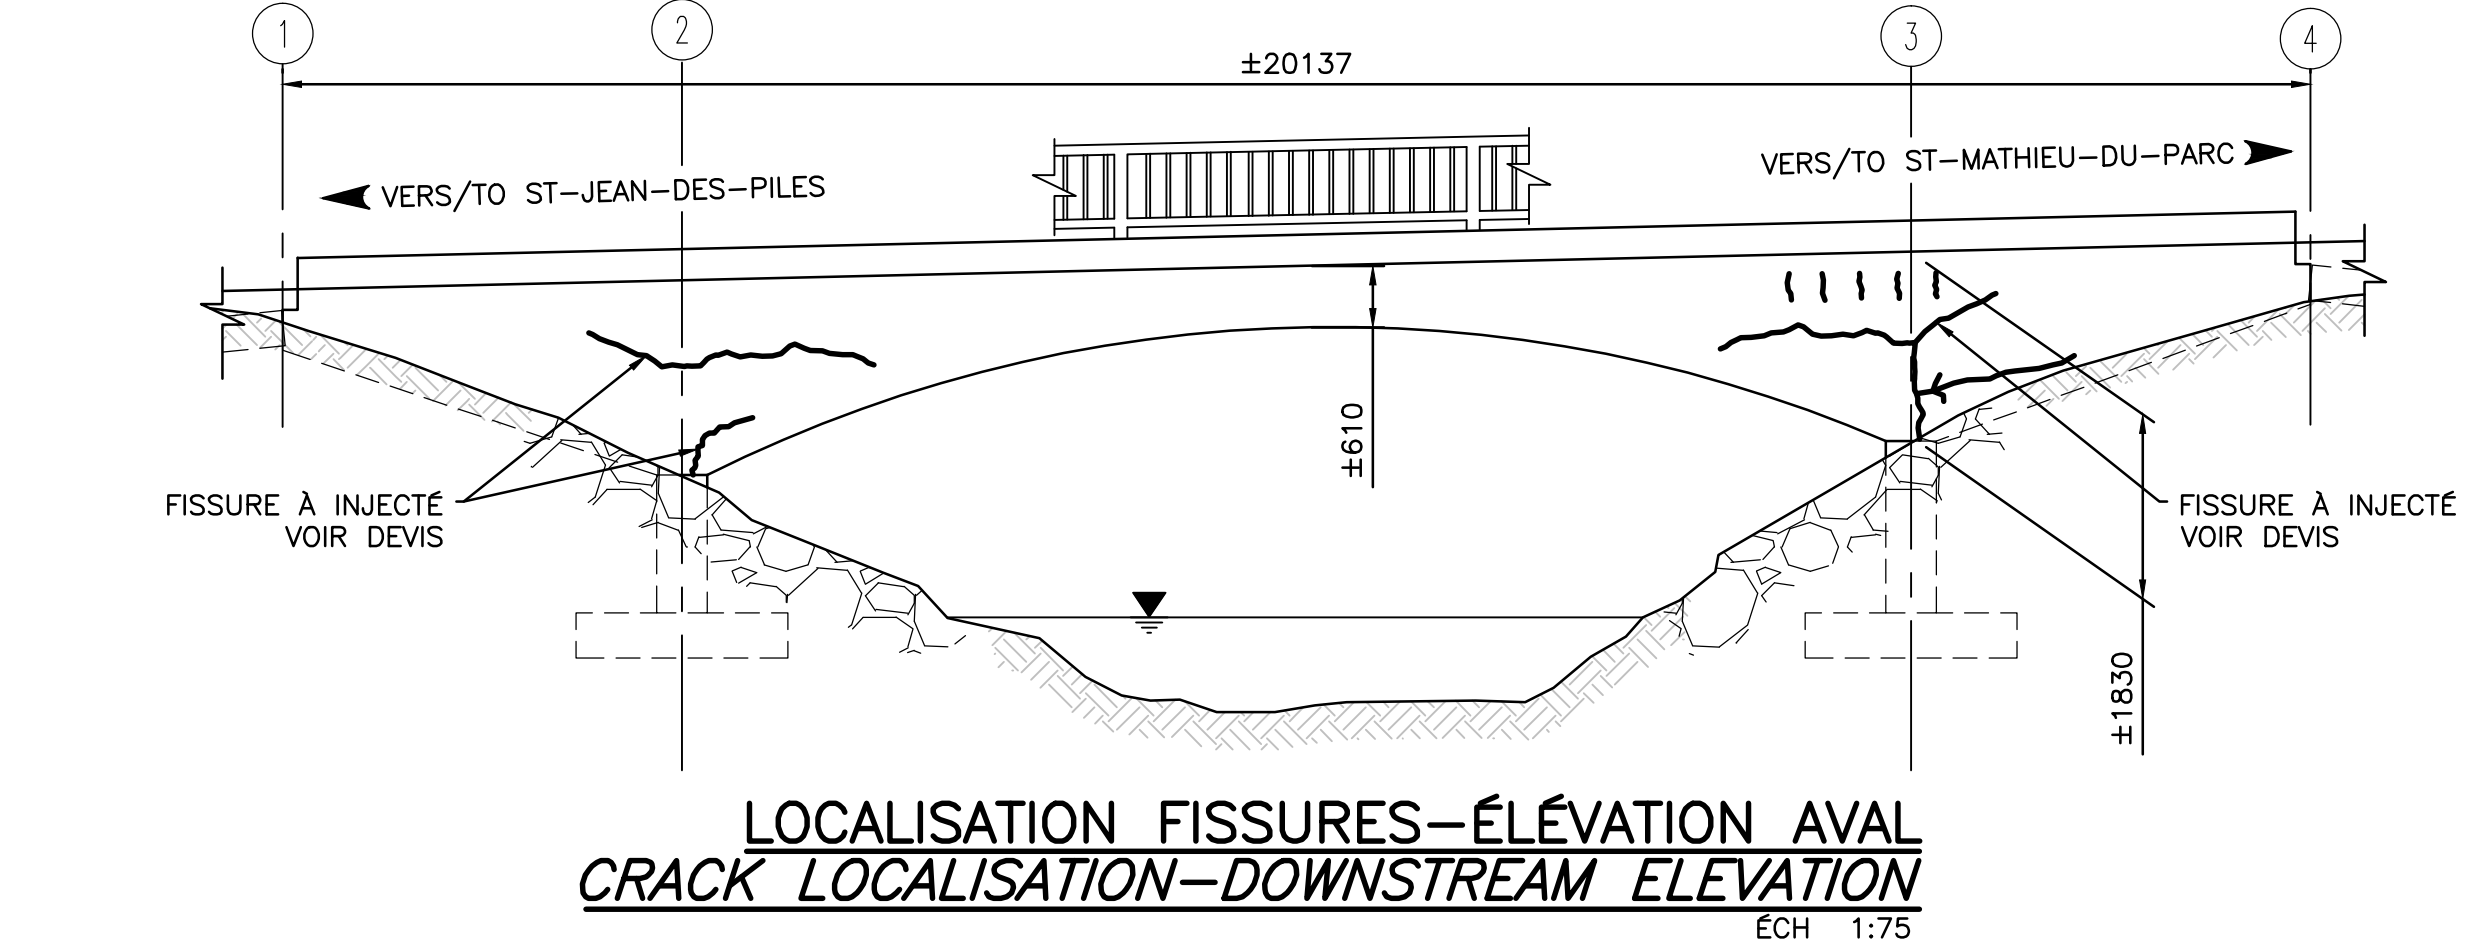 1
2
3
4
±20137
VERS/TO ST-JEAN-DES-PILES
VERS/TO ST-MATHIEU-DU-PARC
±610
FISSURE À INJECTÉ
VOIR DEVIS
FISSURE À INJECTÉ
VOIR DEVIS
±1830
LOCALISATION FISSURES-ÉLÉVATION AVAL
CRACK LOCALISATION-DOWNSTREAM ELEVATION
ÉCH 1:75